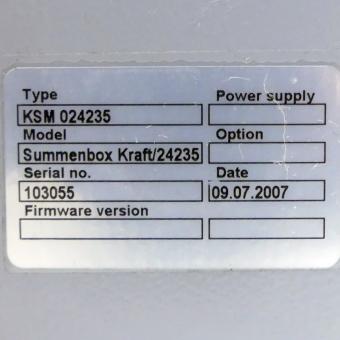 Type Power supply
KSM 024235
Model Option
Summenbox Kraft/24235
Serial no. Date
103055 09.07.2007
Firmware version